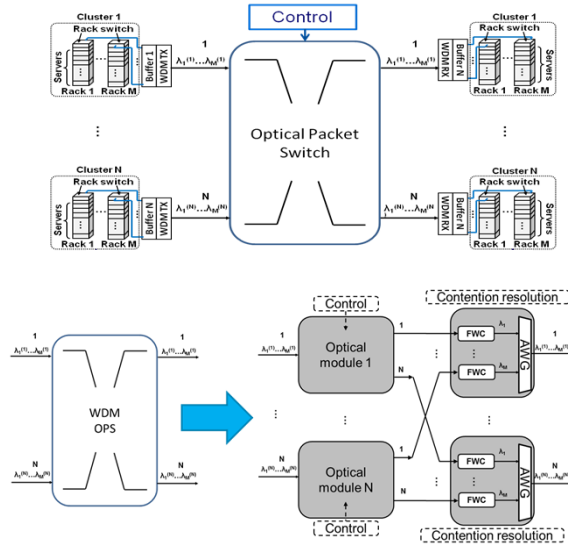 Control
Cluster 1
Rack switch
Servers
Rack 1 Rack M
Buffer 1
WDM TX
1
λ1(1)...λM(1)
Optical Packet
Switch
1
λ1(1)...λM(1)
WDM RX
Buffer N
Cluster 1
Rack switch
Servers
Rack 1 Rack M
Cluster N
Rack switch
Servers
Rack 1 Rack M
Buffer N
WDM TX
N
λ1(N)...λM(N)
N
λ1(N)...λM(N)
WDM RX
Buffer N
Cluster N
Rack switch
Servers
Rack 1 Rack M
1
λ1(1)...λM(1)
WDM
OPS
1
λ1(1)...λM(1)
N
λ1(N)...λM(N)
N
λ1(N)...λM(N)
Control
Contention resolution
1
λ1(1)...λM(1)
Optical
module 1
1
N
FWC
λ1
FWC
λM
AWG
1
λ1(1)...λM(1)
N
λ1(N)...λM(N)
Optical
module N
1
N
FWC
λ1
FWC
λM
AWG
N
λ1(N)...λM(N)
Control
Contention resolution